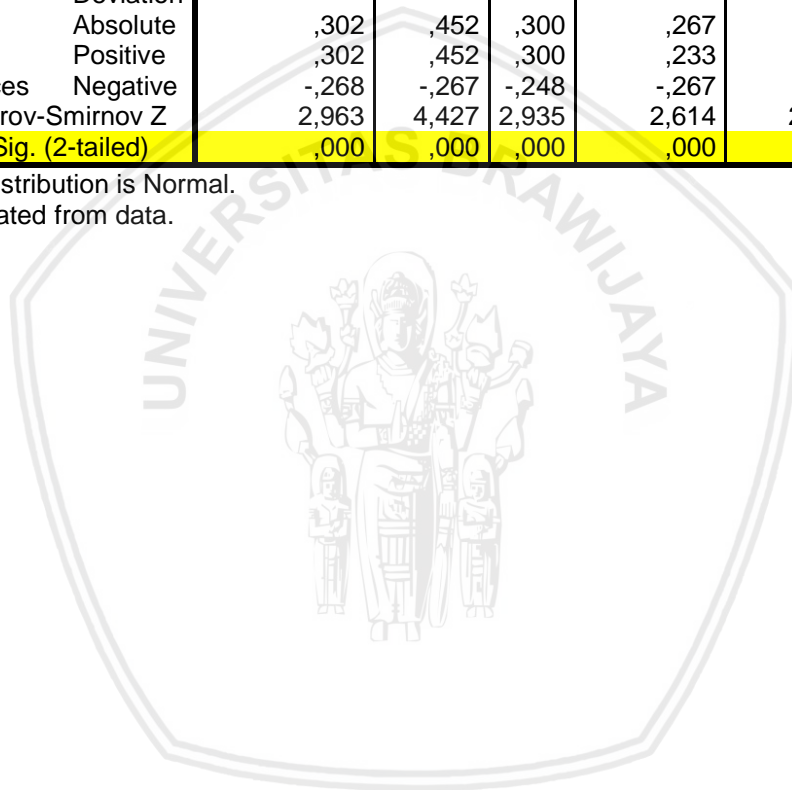 Deviation
Absolute ,302 ,452 ,300 ,267
Positive ,302 ,452 ,300 ,233
Negative -,268 -,267 -,248 -,267
rov-Smirnov Z 2,963 4,427 2,935 2,614
Sig. (2-tailed) ,000 ,000 ,000 ,000
stribution is Normal.
ated from data.
UNIVERSITAS BRAWIJAYA